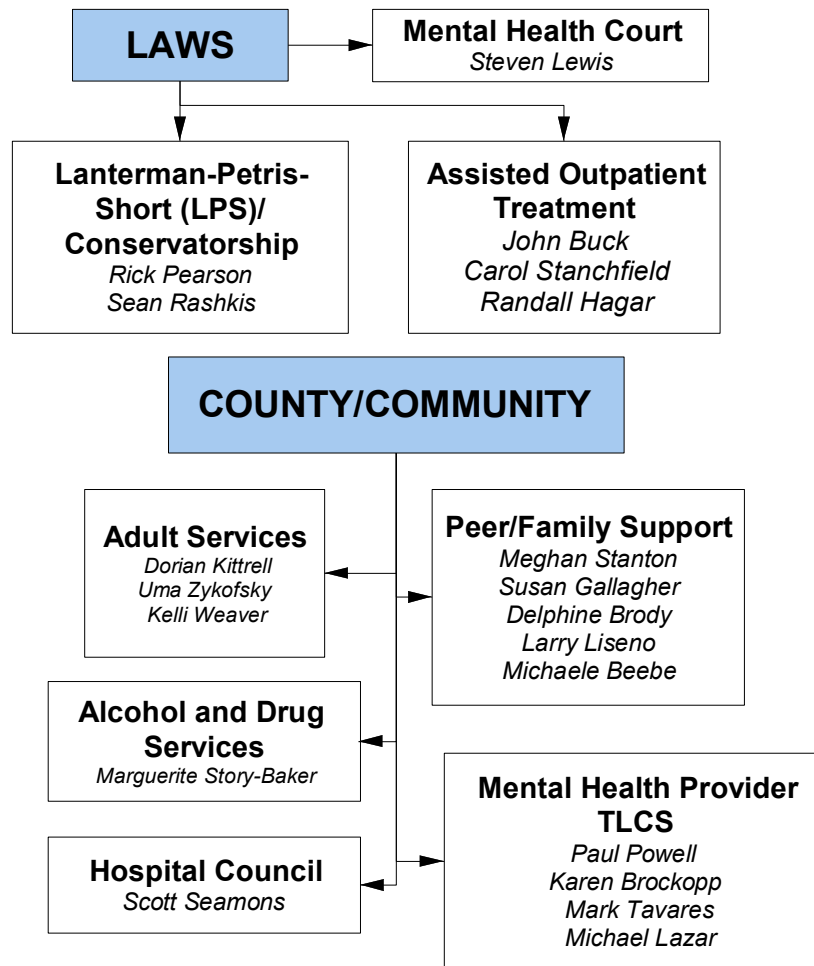 LAWS
Mental Health Court
Steven Lewis
Lanterman-Petris-
Short (LPS)/
Conservatorship
Rick Pearson
Sean Rashkis
Assisted Outpatient
Treatment
John Buck
Carol Stanchfield
Randall Hagar
COUNTY/COMMUNITY
Adult Services
Dorian Kittrell
Uma Zykofsky
Kelli Weaver
Peer/Family Support
Meghan Stanton
Susan Gallagher
Delphine Brody
Larry Liseno
Michaele Beebe
Alcohol and Drug
Services
Marguerite Story-Baker
Mental Health Provider
TLCS
Paul Powell
Karen Brockopp
Mark Tavares
Michael Lazar
Hospital Council
Scott Seamons